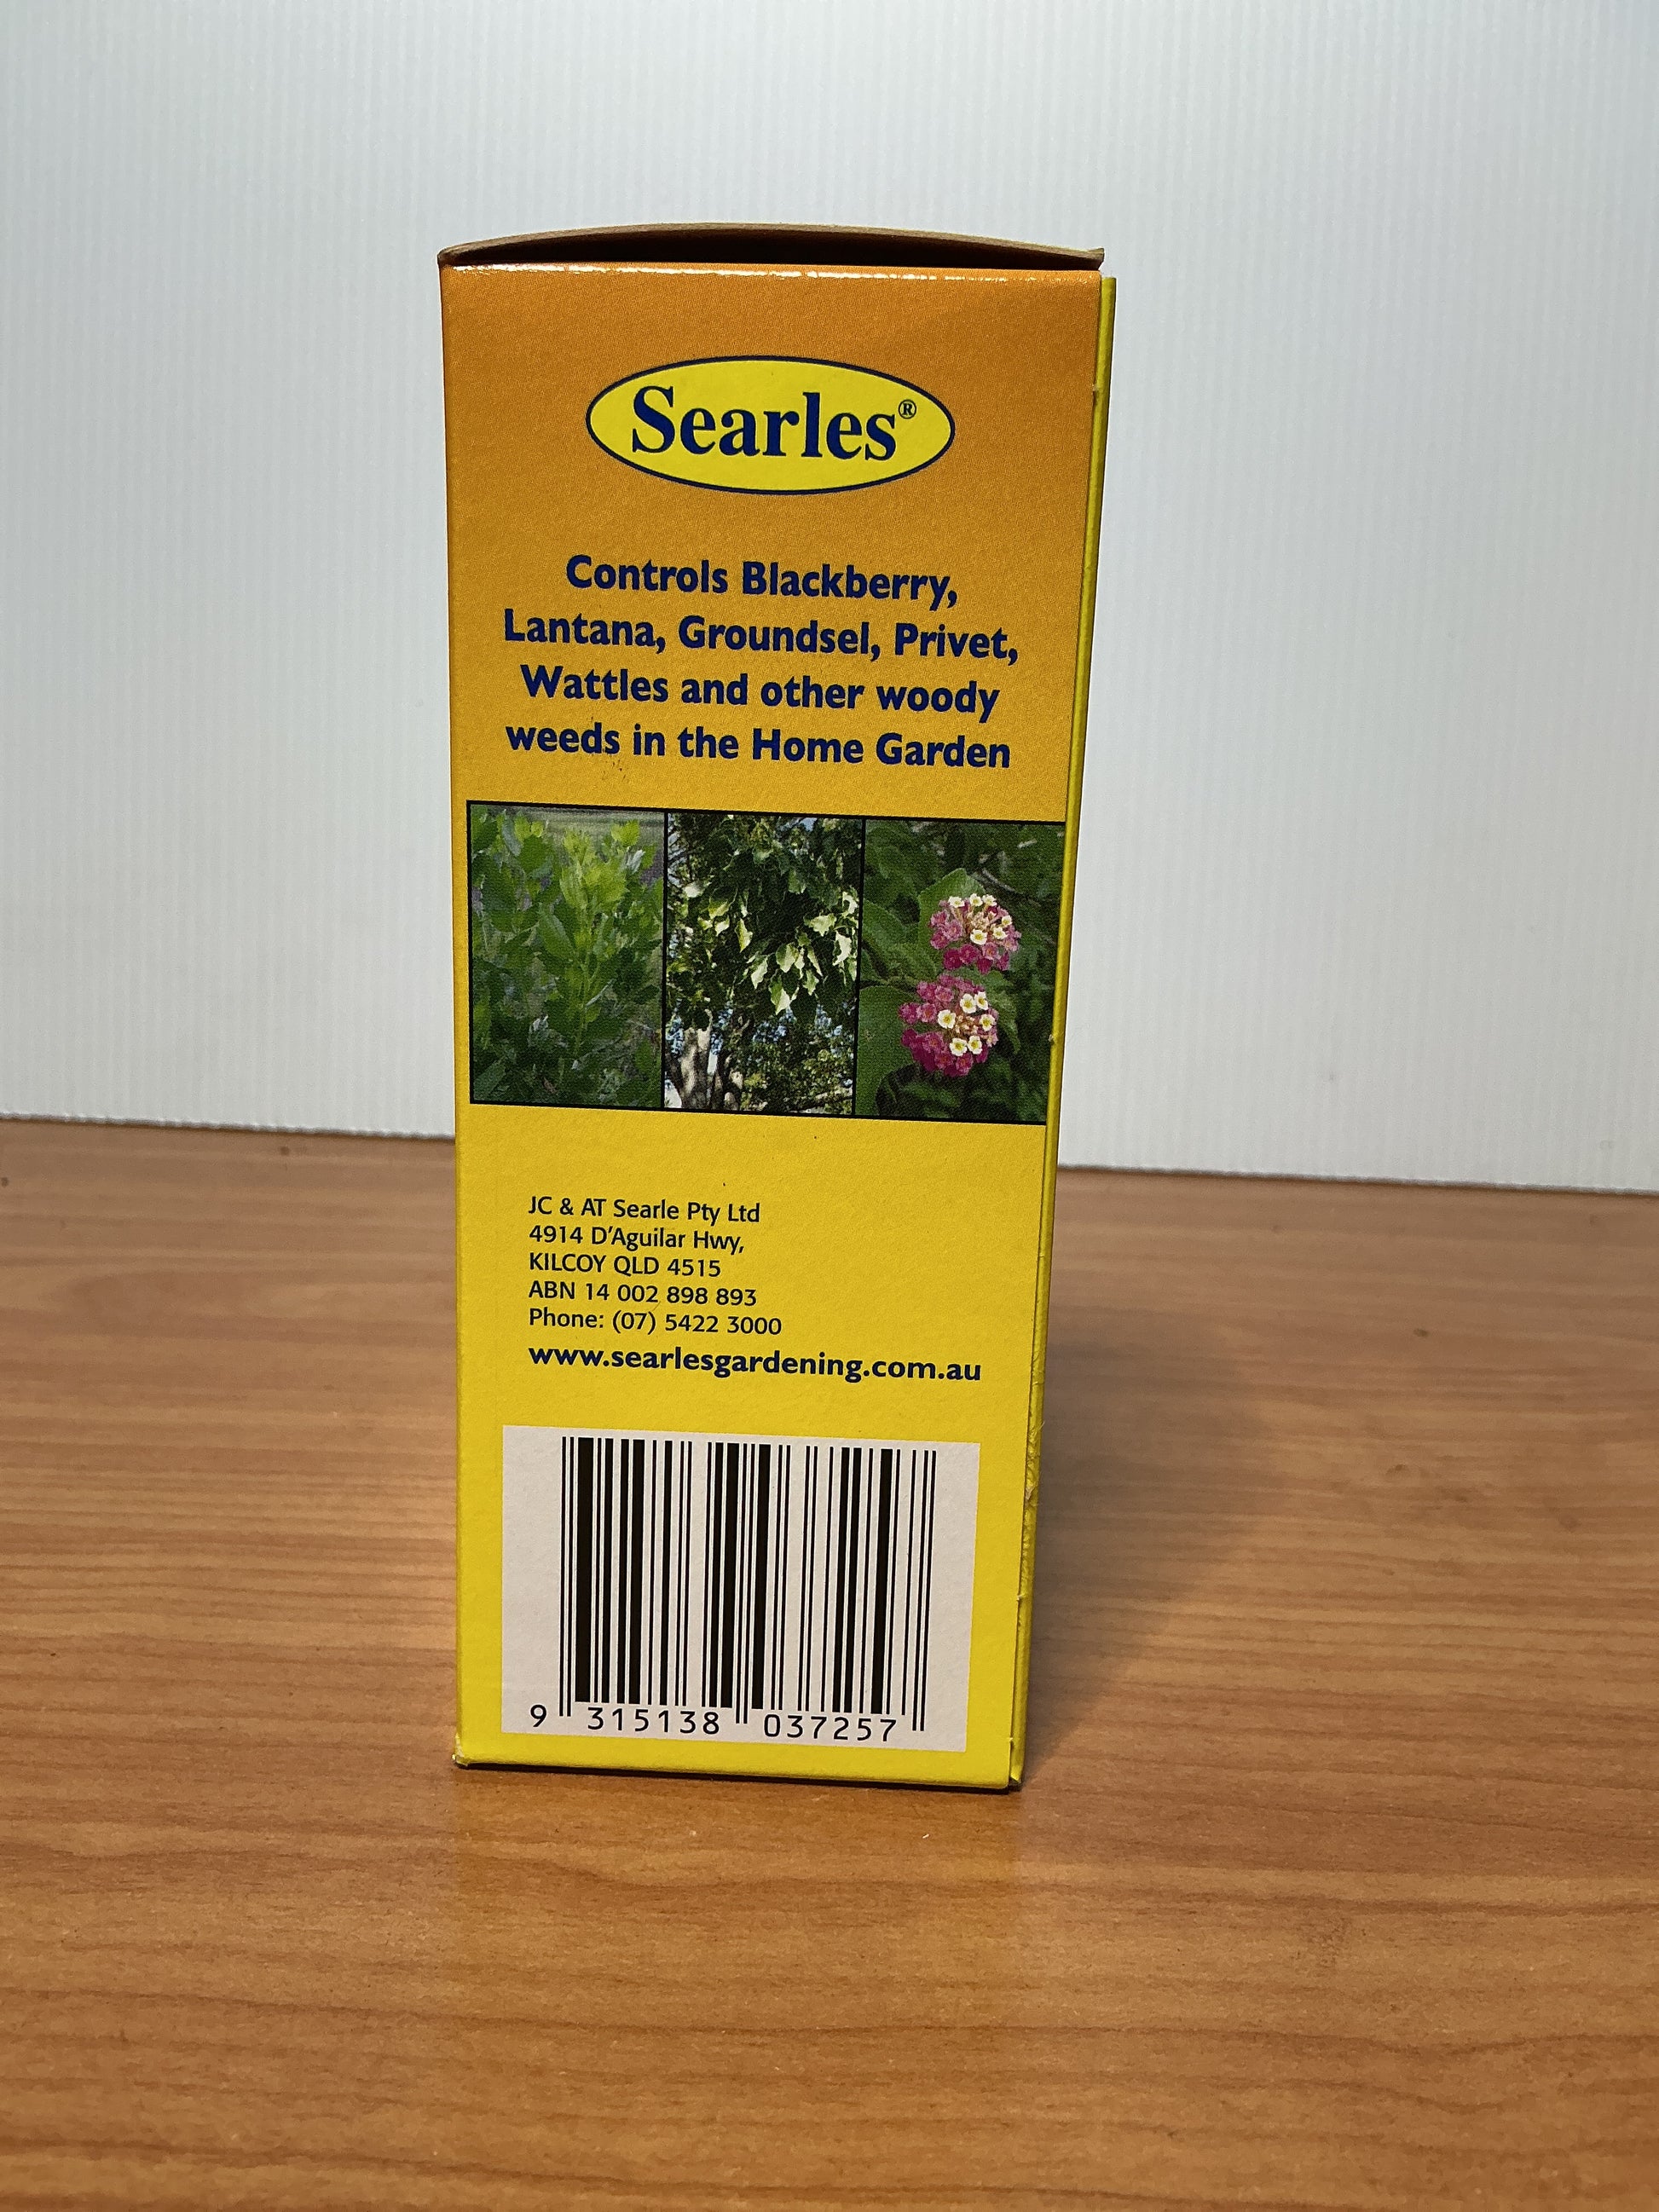 Searles®
Controls Blackberry,
Lantana, Groundsel, Privet,
Wattles and other woody
weeds in the Home Garden
JC & AT Searle Pty Ltd
4914 D'Aguilar Hwy,
KILCOY QLD 4515
ABN 14 002 898 893
Phone: (07) 5422 3000
www.searlesgardening.com.au
9 315138 037257